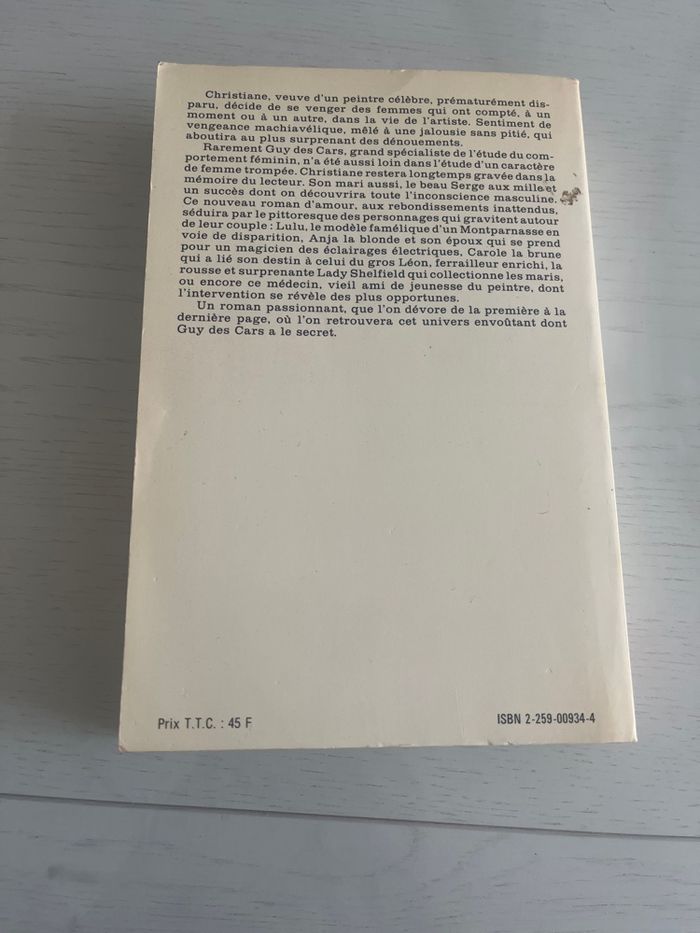 Christiane, veuve d'un peintre célèbre, prématurément dis-
paru, décide de se venger des femmes qui ont compté, à un
moment ou à un autre, dans la vie de l'artiste. Sentiment de
vengeance machiavélique, mêlé à une jalousie sans pitié, qui
aboutira au plus surprenant des dénouements.
Rarement Guy des Cars, grand spécialiste de l'étude du com-
portement féminin, n'a été aussi loin dans l'étude d'un caractère
de femme trompée. Christiane restera longtemps gravée dans la
mémoire du lecteur. Son mari aussi, le beau Serge aux mille et
un succès dont on découvrira toute l'inconscience masculine.
Ce nouveau roman d'amour, aux rebondissements inattendus,
séduira par le pittoresque des personnages qui gravitent autour
de leur couple : Lulu, le modèle famélique d'un Montparnasse en
voie de disparition, Anja la blonde et son époux qui se prend
pour un magicien des éclairages électriques, Carole la brune
qui a lié son destin à celui du gros Léon, ferrailleur enrichi, la
rousse et surprenante Lady Shelfield qui collectionne les maris,
ou encore ce médecin, vieil ami de jeunesse du peintre, dont
l'intervention se révèle des plus opportunes.
Un roman passionnant, que l'on dévore de la première à la
dernière page, où l'on retrouvera cet univers envoûtant dont
Guy des Cars a le secret.
Prix T.T.C. : 45 F
ISBN 2-259-00934-4